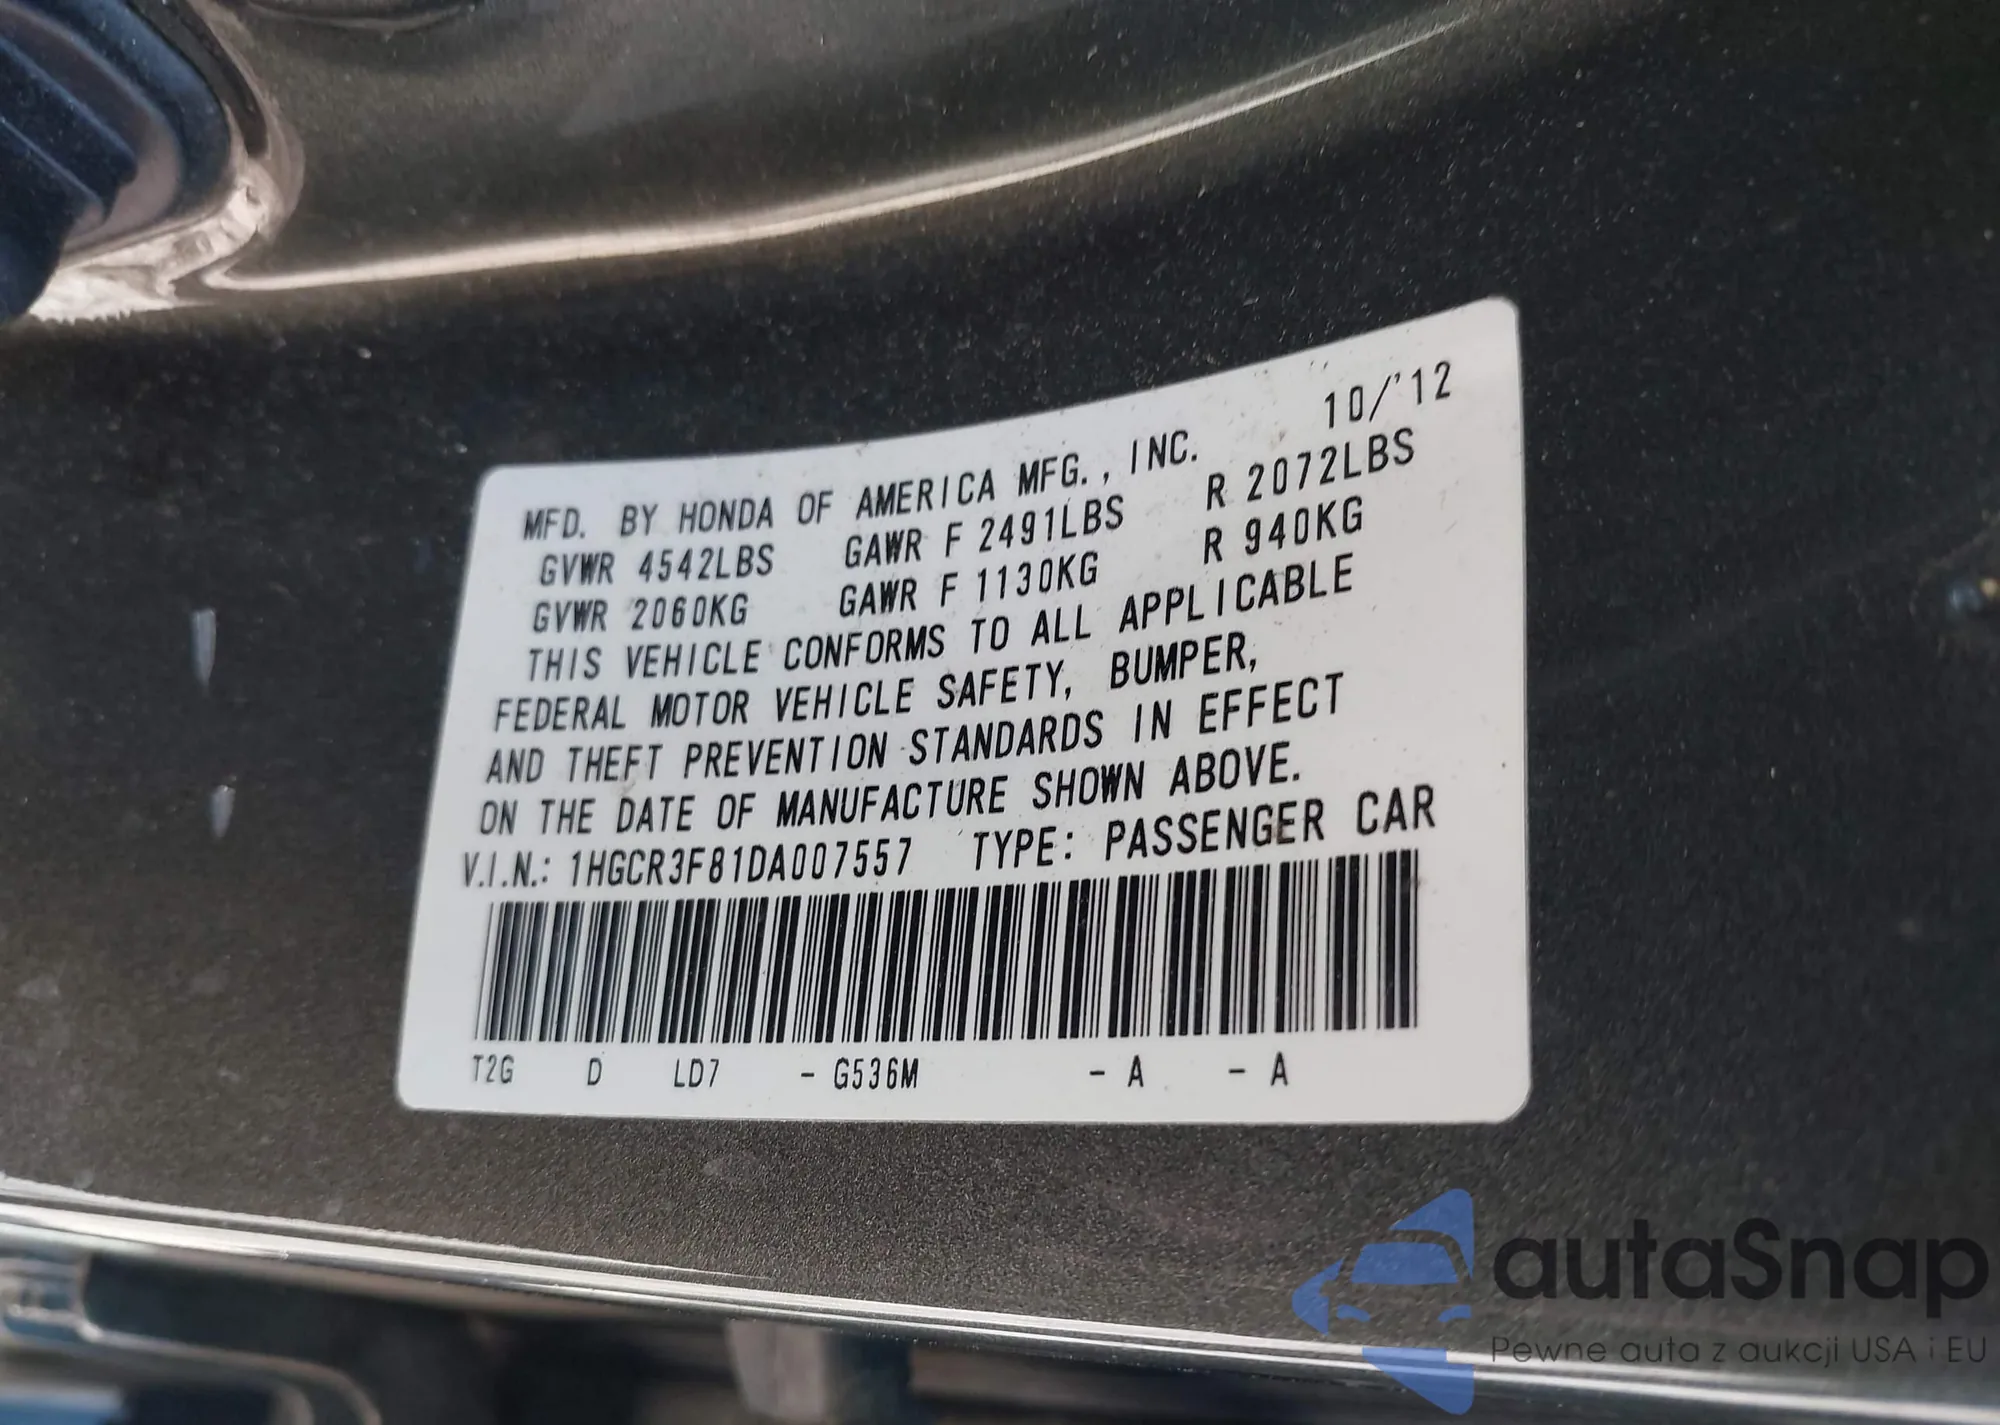 10/'12
MFD. BY HONDA OF AMERICA MFG., INC.
GVWR 4542LBS GAWR F 2491LBS R 2072LBS
GVWR 2060KG GAWR F 1130KG R 940KG
THIS VEHICLE CONFORMS TO ALL APPLICABLE
FEDERAL MOTOR VEHICLE SAFETY, BUMPER,
AND THEFT PREVENTION STANDARDS IN EFFECT
ON THE DATE OF MANUFACTURE SHOWN ABOVE.
V.I.N.: 1HGCR3F81DA007557 TYPE: PASSENGER CAR
T2G D LD7 - G536M - A - A
autaSnap
Pewne auta z aukcji USA i EU